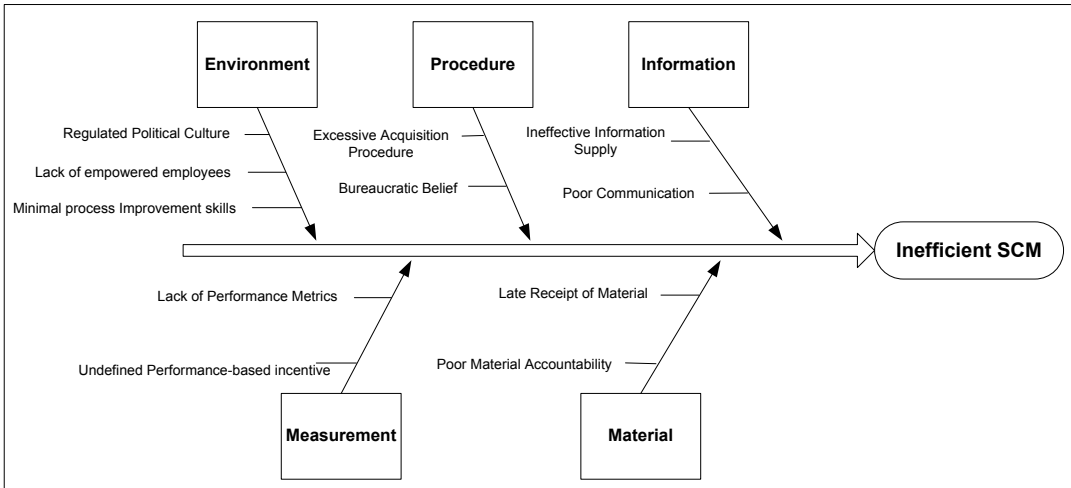 Environment
Procedure
Information
Regulated Political Culture
Lack of empowered employees
Minimal process Improvement skills
Excessive Acquisition
Procedure
Bureaucratic Belief
Ineffective Information
Supply
Poor Communication
Inefficient SCM
Lack of Performance Metrics
Undefined Performance-based incentive
Late Receipt of Material
Poor Material Accountability
Measurement
Material